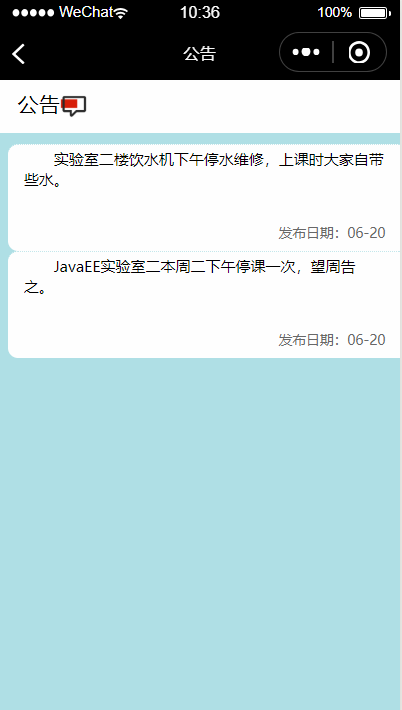 WeChat 10:36 100%
公告
公告
实验室二楼饮水机下午停水维修，上课时大家自带
些水。
发布日期：06-20
JavaEE实验室二本周二下午停课一次，望周告
之。
发布日期：06-20